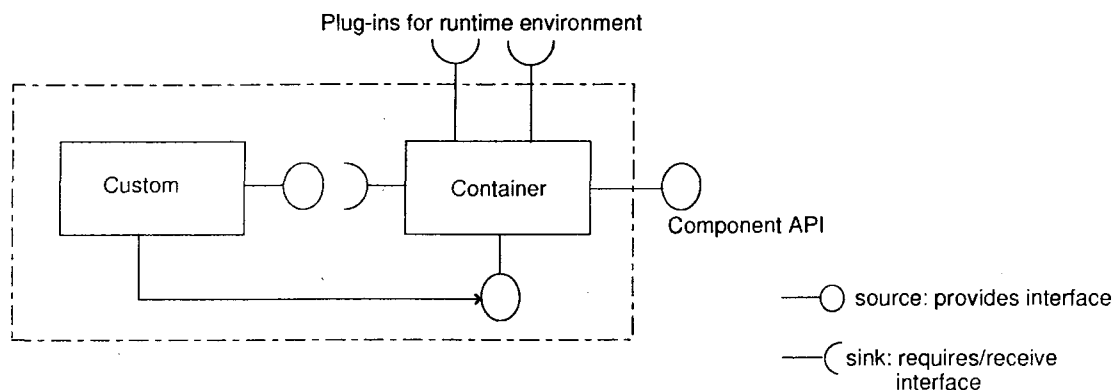 Plug-ins for runtime environment
Custom
Container
Component API
source: provides interface
sink: requires/receive
interface